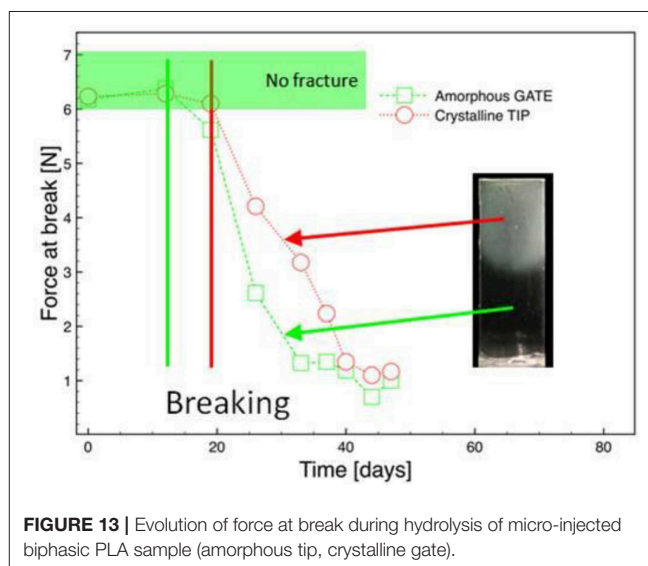 7
6
5
4
3
2
1
Force at break [N]
No fracture
Amorphous GATE
Crystalline TIP
Breaking
0
20
40
60
80
Time [days]
FIGURE 13 | Evolution of force at break during hydrolysis of micro-injected
biphasic PLA sample (amorphous tip, crystalline gate).